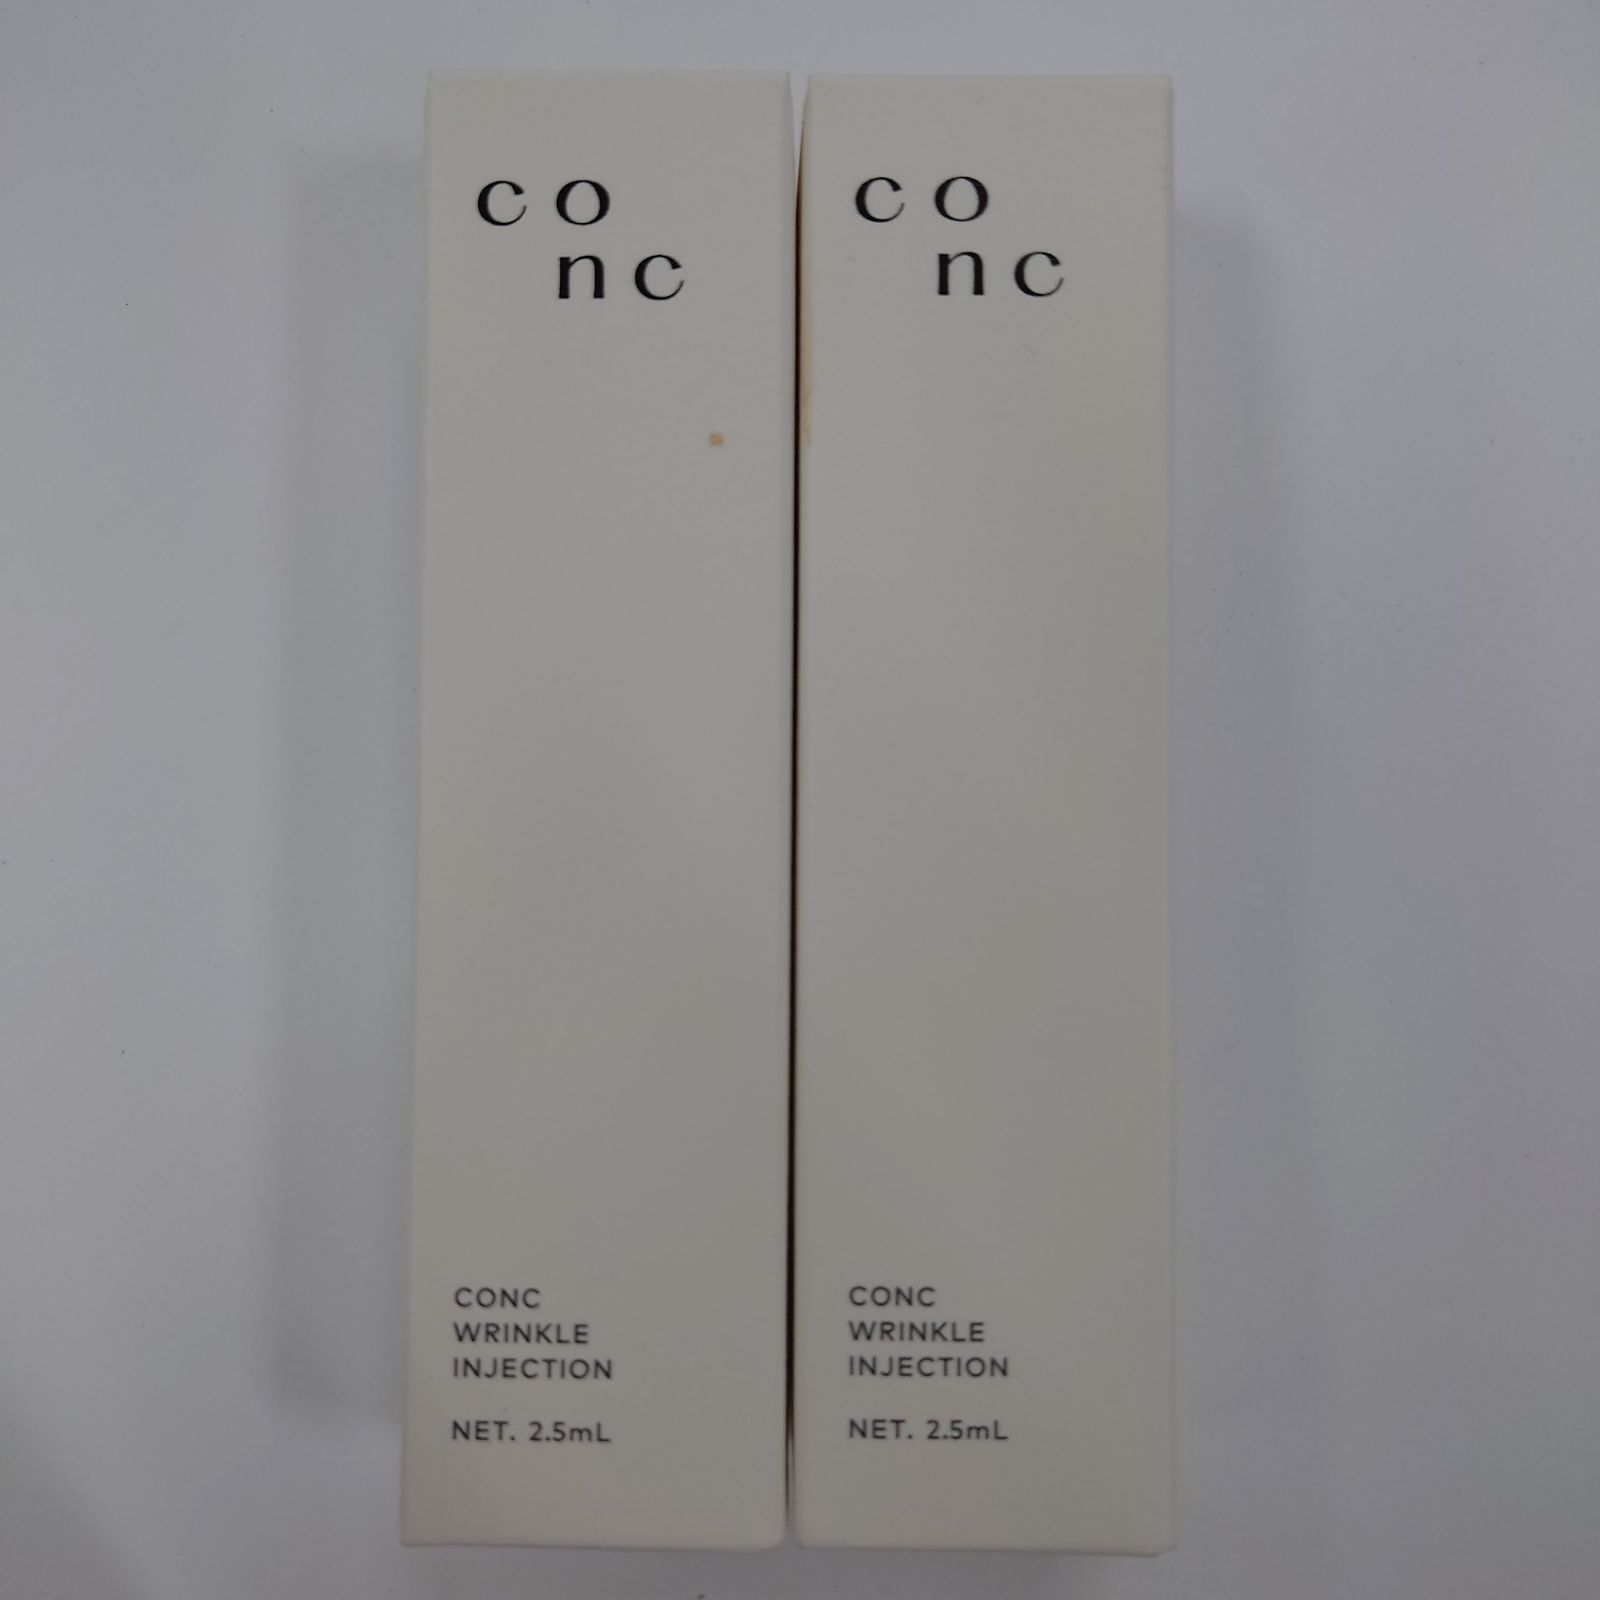 co
nc
CONC
WRINKLE
INJECTION
NET. 2.5mL
co
nc
CONC
WRINKLE
INJECTION
NET. 2.5mL